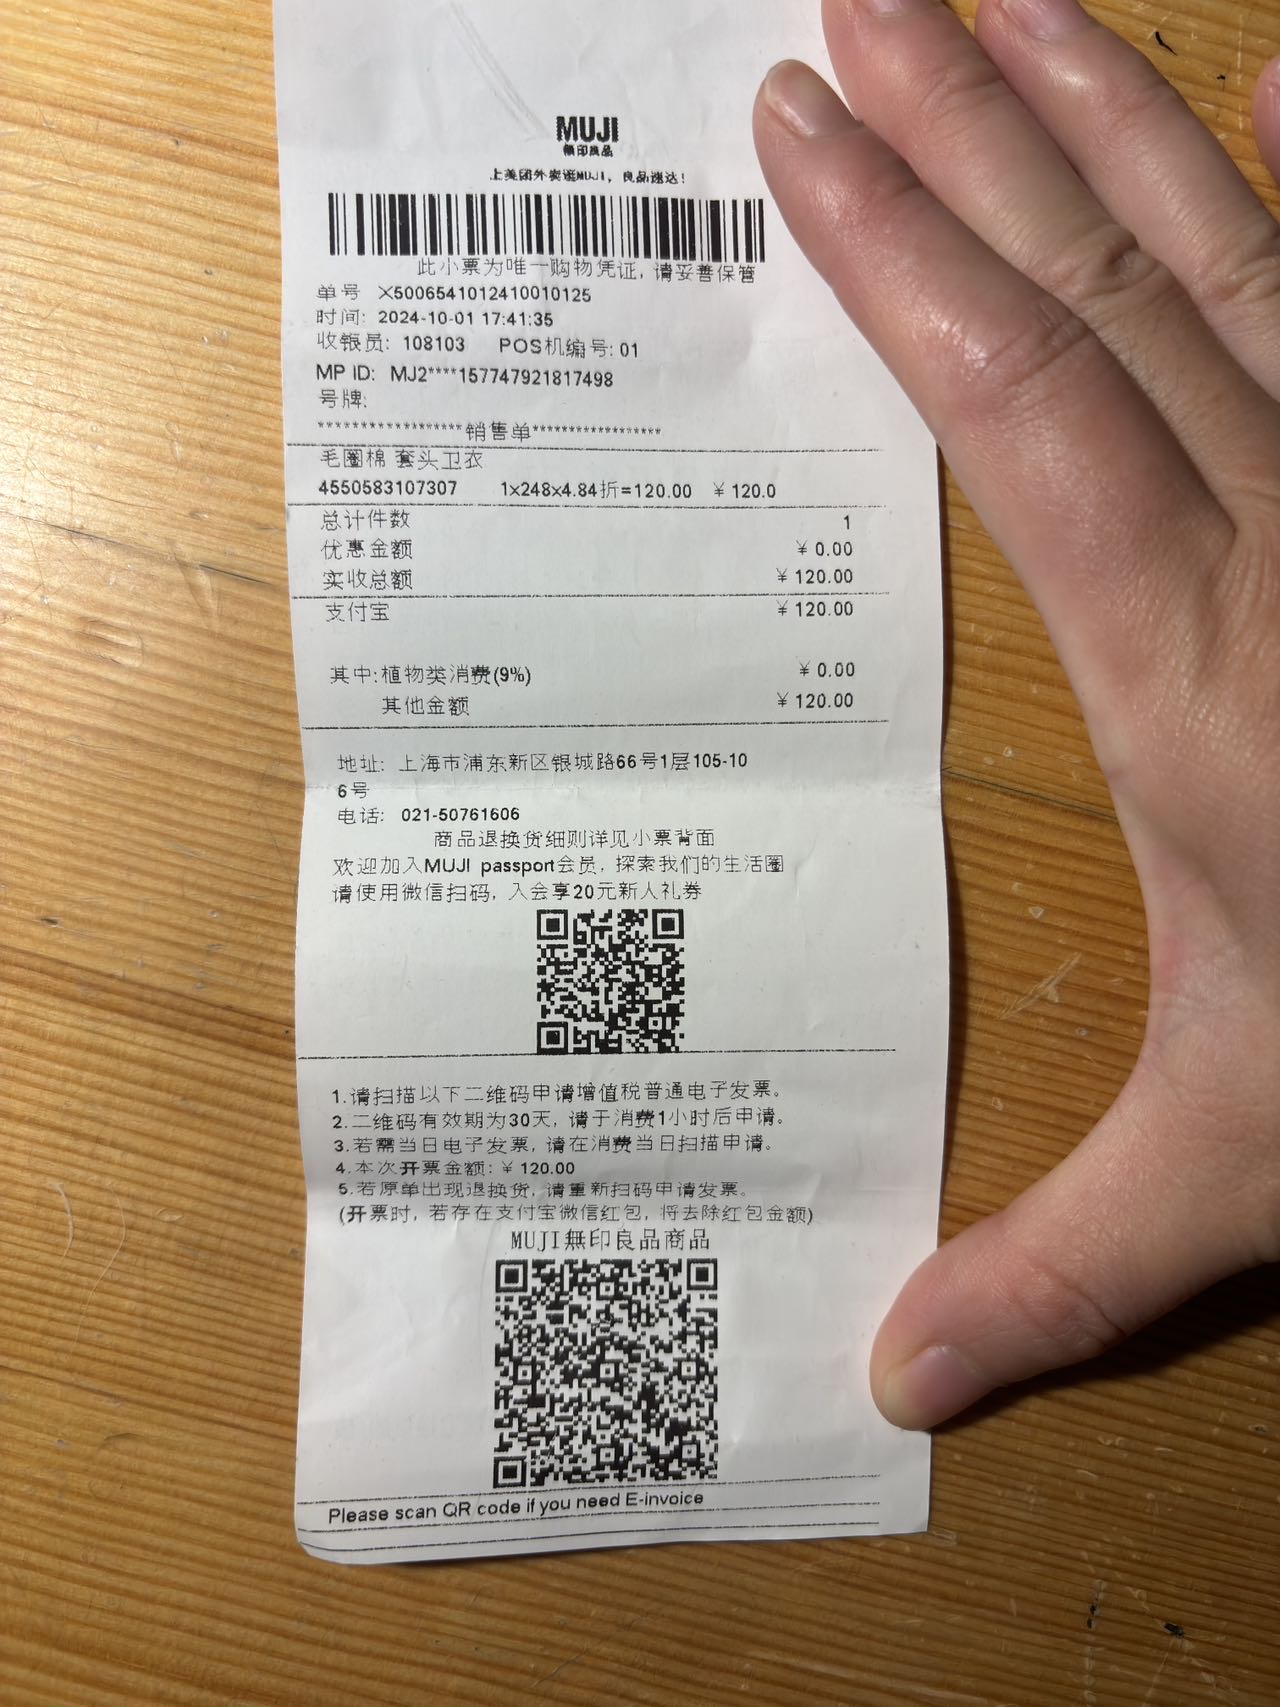 MUJI
無印良品
上美团外卖逛MUJI，良品速达！
此小票为唯一购物凭证，请妥善保管
单号 X5006541012410010125
时间: 2024-10-01 17:41:35
收银员: 108103 POS机编号: 01
MP ID: MJ2****157747921817498
号牌:
******************销售单*****************
毛圈棉 套头卫衣
4550583107307 1x248x4.84折=120.00 ¥ 120.0
总计件数 1
优惠金额 ¥ 0.00
实收总额 ¥ 120.00
支付宝 ¥ 120.00
其中:植物类消费(9%) ¥ 0.00
其他金额 ¥ 120.00
地址: 上海市浦东新区银城路66号1层105-10
6号
电话: 021-50761606
商品退换货细则详见小票背面
欢迎加入MUJI passport会员, 探索我们的生活圈
请使用微信扫码, 入会享20元新人礼券
1.请扫描以下二维码申请增值税普通电子发票。
2.二维码有效期为30天, 请于消费1小时后申请。
3.若需当日电子发票, 请在消费当日扫描申请。
4.本次开票金额: ¥ 120.00
5.若原单出现退换货, 请重新扫码申请发票。
(开票时, 若存在支付宝微信红包, 将去除红包金额)
MUJI無印良品商品
Please scan QR code if you need E-invoice